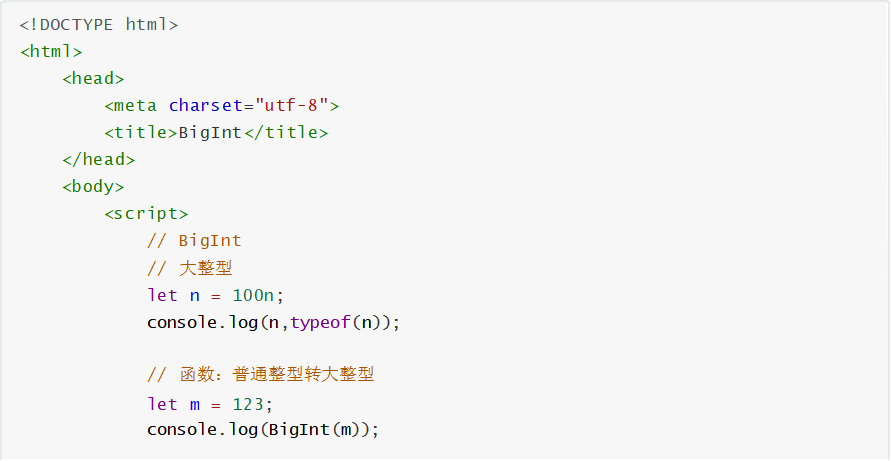 <!DOCTYPE html>
<html>
    <head>
        <meta charset="utf-8">
        <title>BigInt</title>
    </head>
    <body>
        <script>
            // BigInt
            // 大整型
            let n = 100n;
            console.log(n,typeof(n));

            // 函数：普通整型转大整型
            let m = 123;
            console.log(BigInt(m));